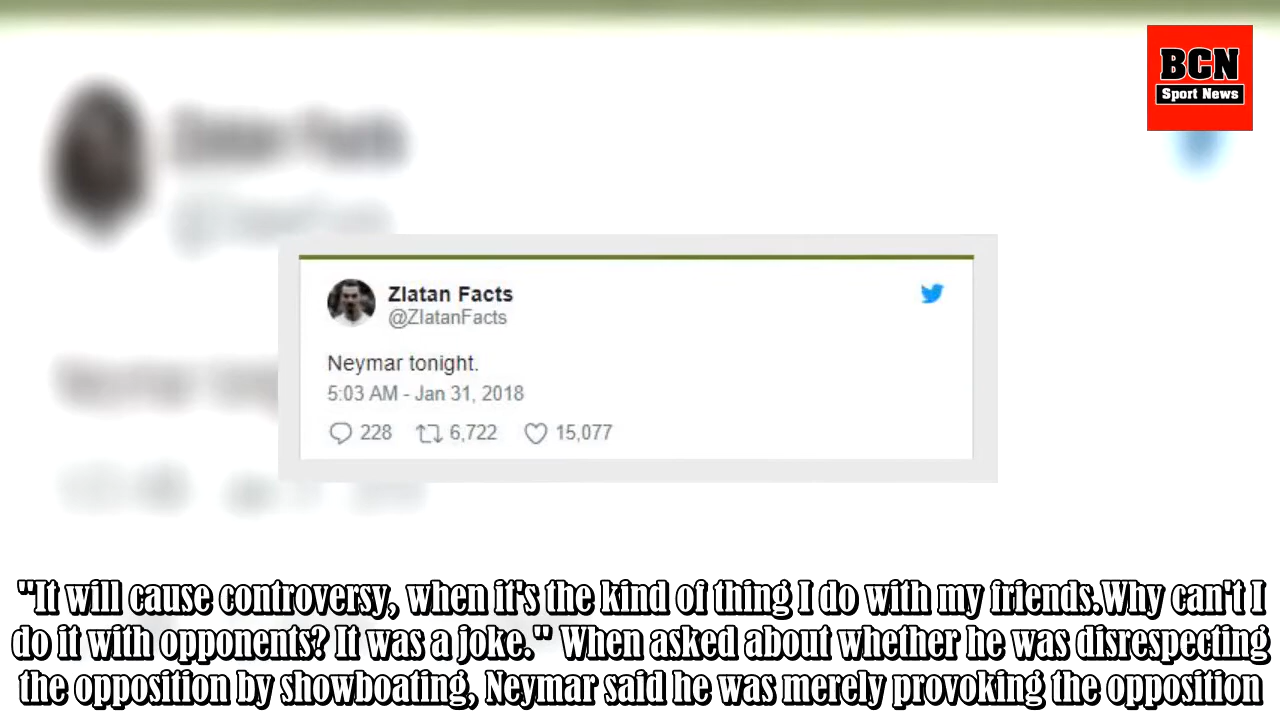 BCN
Sport News
Zlatan Facts
@ZlatanFacts
Neymar tonight.
5:03 AM - Jan 31, 2018
228 6,722 15,077
"It will cause controversy, when it's the kind of thing I do with my friends.Why can't I
do it with opponents? It was a joke." When asked about whether he was disrespecting
the opposition by showboating, Neymar said he was merely provoking the opposition